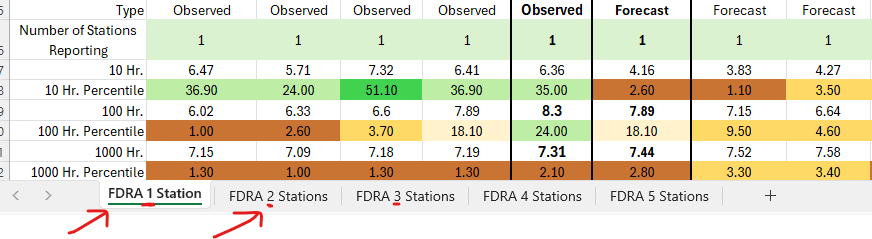 Type Observed Observed Observed Observed Observed Forecast Forecast Forecast
Number of Stations
Reporting 1 1 1 1 1 1 1 1
10 Hr. 6.47 5.71 7.32 6.41 6.36 4.16 3.83 4.27
10 Hr. Percentile 36.90 24.00 51.10 36.90 35.00 2.60 1.10 3.50
100 Hr. 6.02 6.33 6.6 7.89 8.3 7.89 7.15 6.64
100 Hr. Percentile 1.00 2.60 3.70 18.10 24.00 18.10 9.50 4.60
1000 Hr. 7.15 7.09 7.18 7.19 7.31 7.44 7.52 7.58
1000 Hr. Percentile 1.30 1.00 1.30 1.30 2.10 2.80 3.30 3.40
FDRA 1 Station FDRA 2 Stations FDRA 3 Stations FDRA 4 Stations FDRA 5 Stations +